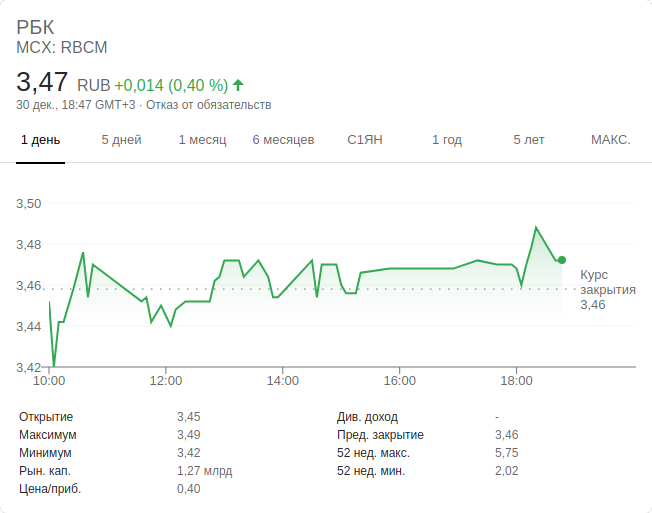 РБК
MCX: RBCM
3,47 RUB +0,014 (0,40 %)
30 дек., 18:47 GMT+3 · Отказ от обязательств
1 день 5 дней 1 месяц 6 месяцев С1ЯН 1 год 5 лет МАКС.
3,50
3,48
3,46
3,44
3,42
Курс
закрытия
3,46
10:00 12:00 14:00 16:00 18:00
Открытие 3,45 Див. доход -
Максимум 3,49 Пред. закрытие 3,46
Минимум 3,42 52 нед. макс. 5,75
Рын. кап. 1,27 млрд 52 нед. мин. 2,02
Цена/приб. 0,40